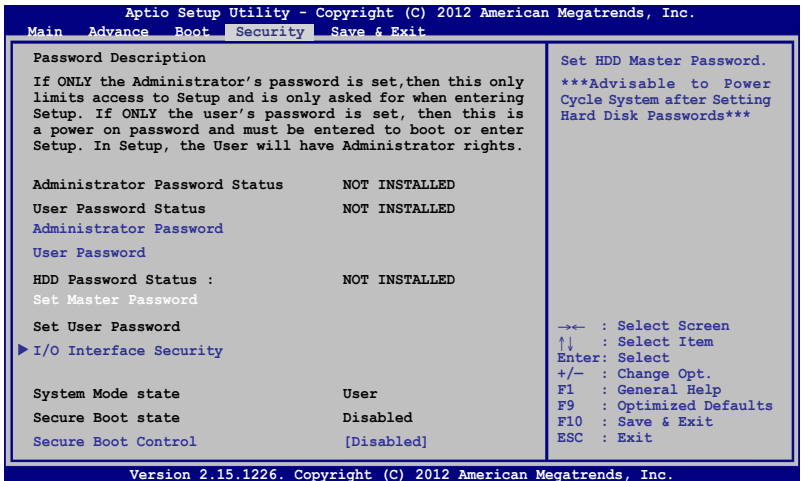 Aptio Setup Utility - Copyright (C) 2012 American Megatrends, Inc.
Main Advance Boot Security Save & Exit
Password Description
If ONLY the Administrator's password is set,then this only
limits access to Setup and is only asked for when entering
Setup. If ONLY the user's password is set, then this is
a power on password and must be entered to boot or enter
Setup. In Setup, the User will have Administrator rights.
Administrator Password Status NOT INSTALLED
User Password Status NOT INSTALLED
Administrator Password
User Password
HDD Password Status : NOT INSTALLED
Set Master Password
Set User Password
I/O Interface Security
System Mode state User
Secure Boot state Disabled
Secure Boot Control [Disabled]
Set HDD Master Password.
***Advisable to Power
Cycle System after Setting
Hard Disk Passwords***
→← : Select Screen
↑↓ : Select Item
Enter: Select
+/— : Change Opt.
F1 : General Help
F9 : Optimized Defaults
F10 : Save & Exit
ESC : Exit
Version 2.15.1226. Copyright (C) 2012 American Megatrends, Inc.